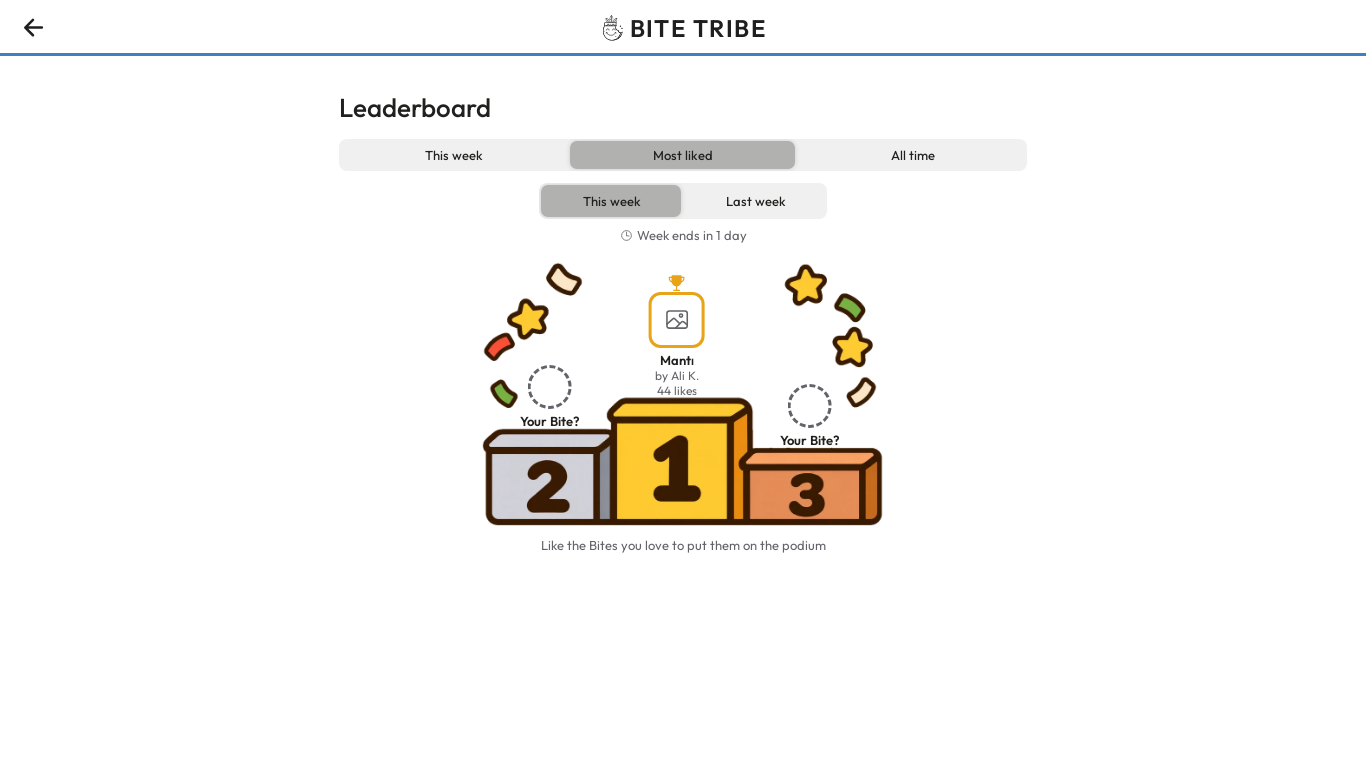 BITE TRIBE
Leaderboard
This week Most liked All time
This week Last week
Week ends in 1 day
Mantı
by Ali K.
44 likes
Your Bite?
Your Bite?
1
2
3
Like the Bites you love to put them on the podium